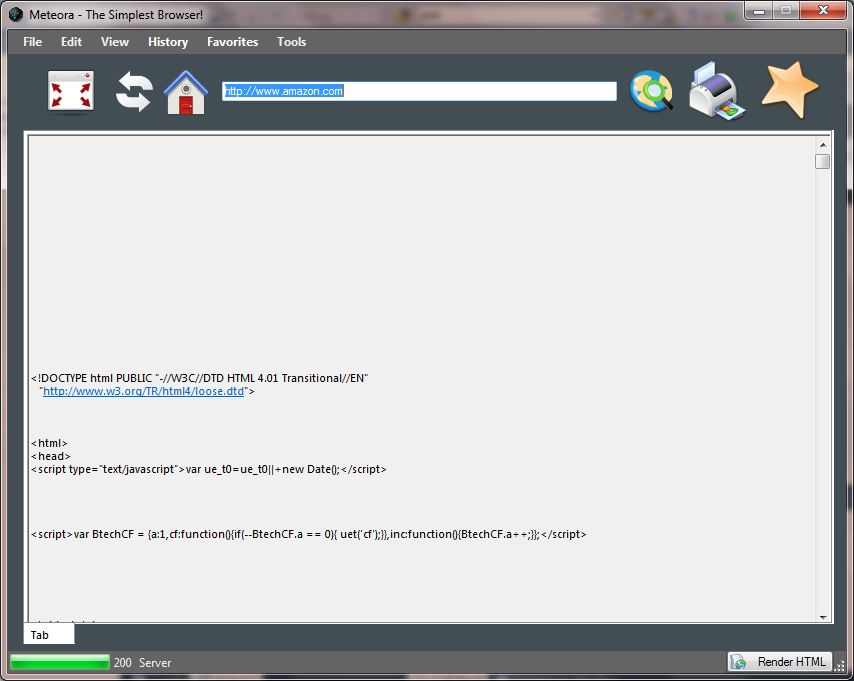 Meteora - The Simplest Browser!
File Edit View History Favorites Tools
http://www.amazon.com
<!DOCTYPE html PUBLIC "-//W3C//DTD HTML 4.01 Transitional//EN"
"http://www.w3.org/TR/html4/loose.dtd">
<html>
<head>
<script type="text/javascript">var ue_t0=ue_t0||+new Date();</script>
<script>var BtechCF = {a:1,cf:function(){if(--BtechCF.a == 0){ uet('cf');}},inc:function(){BtechCF.a++;}};</script>
Tab
200 Server
Render HTML